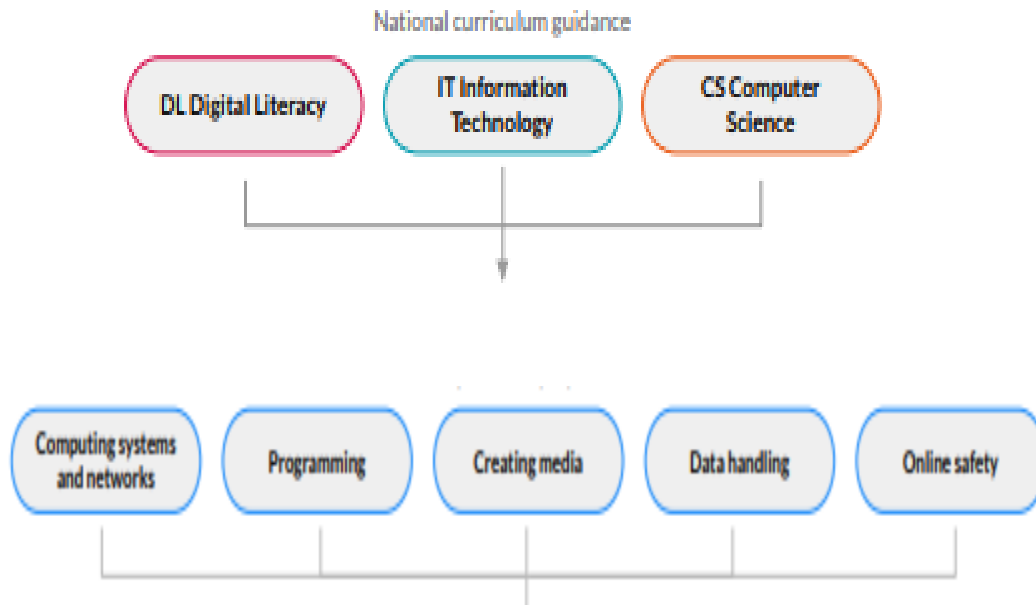 National curriculum guidance
DL Digital Literacy
IT Information
Technology
CS Computer
Science
Computing systems
and networks
Programming
Creating media
Data handling
Online safety